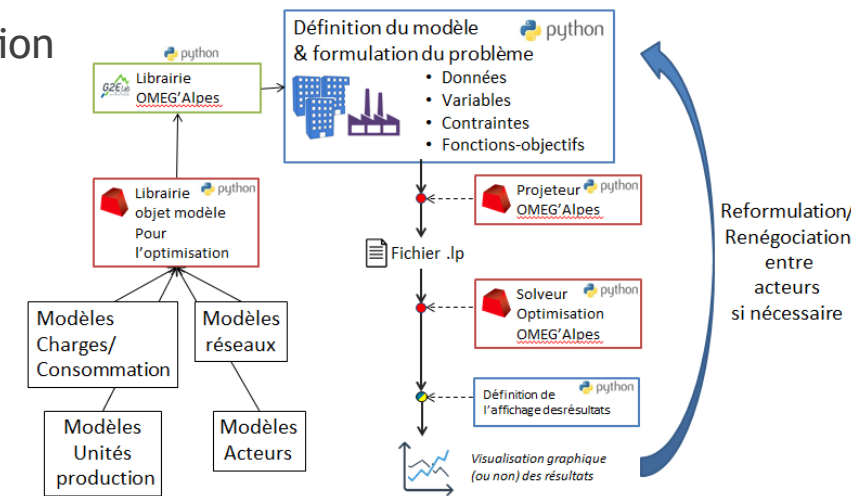 ion
python
G2Elab
Librairie
OMEG'Alpes
Définition du modèle
& formulation du problème
python
• Données
• Variables
• Contraintes
• Fonctions-objectifs
Librairie
python
objet modèle
Pour
l'optimisation
Projeteur
python
OMEG'Alpes
Fichier .lp
Solveur
python
Optimisation
OMEG'Alpes
Modèles
Charges/
Consommation
Modèles
réseaux
Modèles
Unités
production
Modèles
Acteurs
Définition de
python
l'affichage desrésultats
Visualisation graphique
(ou non) des résultats
Reformulation/
Renégociation
entre
acteurs
si nécessaire